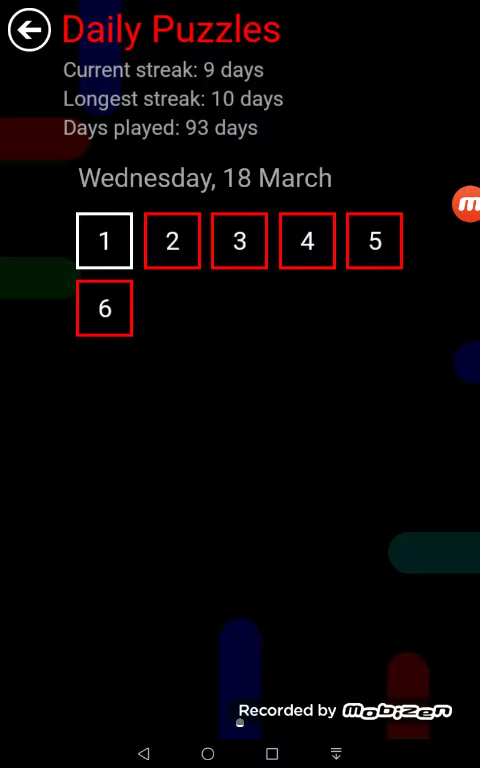 Daily Puzzles
Current streak: 9 days
Longest streak: 10 days
Days played: 93 days
Wednesday, 18 March
1 2 3 4 5
6
Recorded by Mobizen